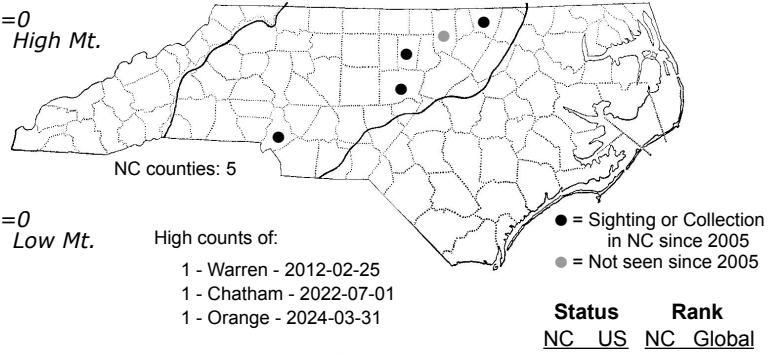 =0
High Mt.
NC counties: 5
=0
Low Mt.
High counts of:
1 - Warren - 2012-02-25
1 - Chatham - 2022-07-01
1 - Orange - 2024-03-31
● = Sighting or Collection
in NC since 2005
● = Not seen since 2005
Status Rank
NC US NC Global